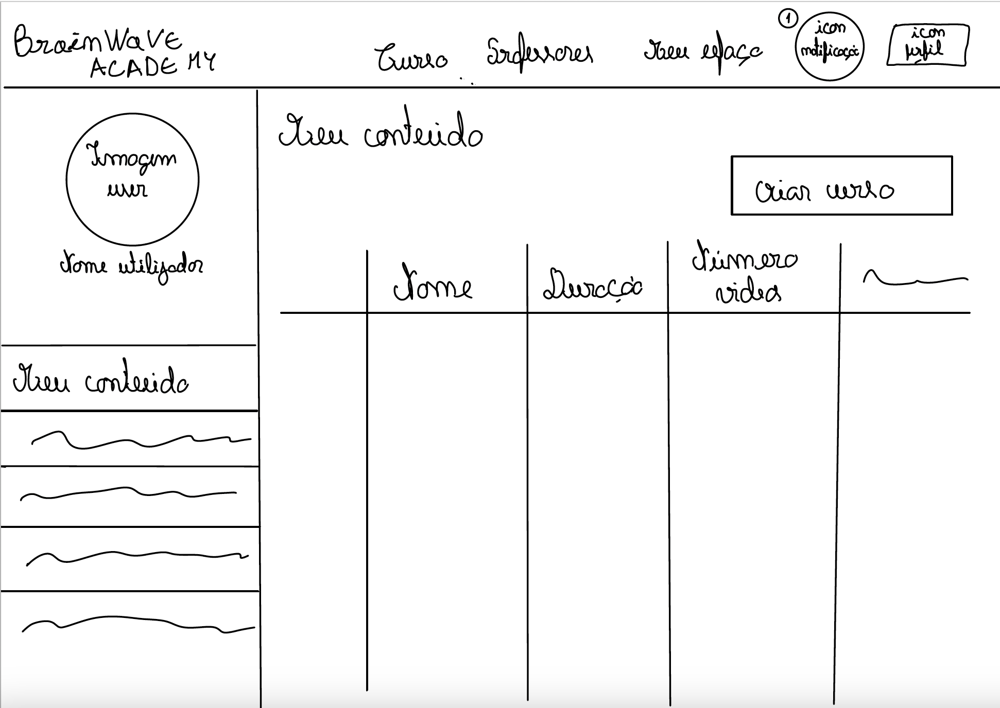 BrainWaVE
ACADEMY
Curso
Professores
Meu espaço
1
icon
notificação
icon
perfil
Imagem
user
Nome utilizador
Meu conteúdo
Meu conteúdo
Criar curso
Nome
Duração
Número
videos